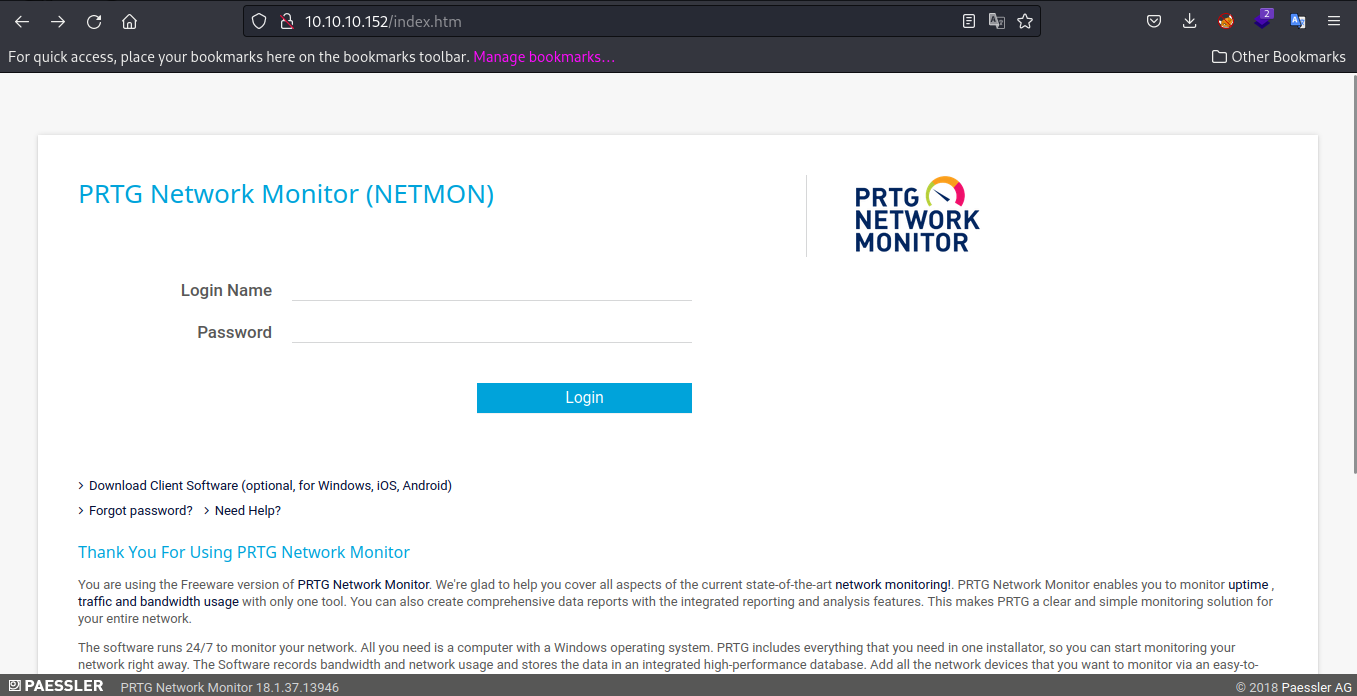 10.10.10.152/index.htm
2
For quick access, place your bookmarks here on the bookmarks toolbar. Manage bookmarks...
Other Bookmarks
PRTG Network Monitor (NETMON)
PRTG
NETWORK
MONITOR
Login Name
Password
Login
> Download Client Software (optional, for Windows, iOS, Android)
> Forgot password? > Need Help?
Thank You For Using PRTG Network Monitor
You are using the Freeware version of PRTG Network Monitor. We're glad to help you cover all aspects of the current state-of-the-art network monitoring!. PRTG Network Monitor enables you to monitor uptime ,
traffic and bandwidth usage with only one tool. You can also create comprehensive data reports with the integrated reporting and analysis features. This makes PRTG a clear and simple monitoring solution for
your entire network.
The software runs 24/7 to monitor your network. All you need is a computer with a Windows operating system. PRTG includes everything that you need in one installator, so you can start monitoring your
network right away. The Software records bandwidth and network usage and stores the data in an integrated high-performance database. Add all the network devices that you want to monitor via an easy-to-
PAESSLER PRTG Network Monitor 18.1.37.13946 © 2018 Paessler AG